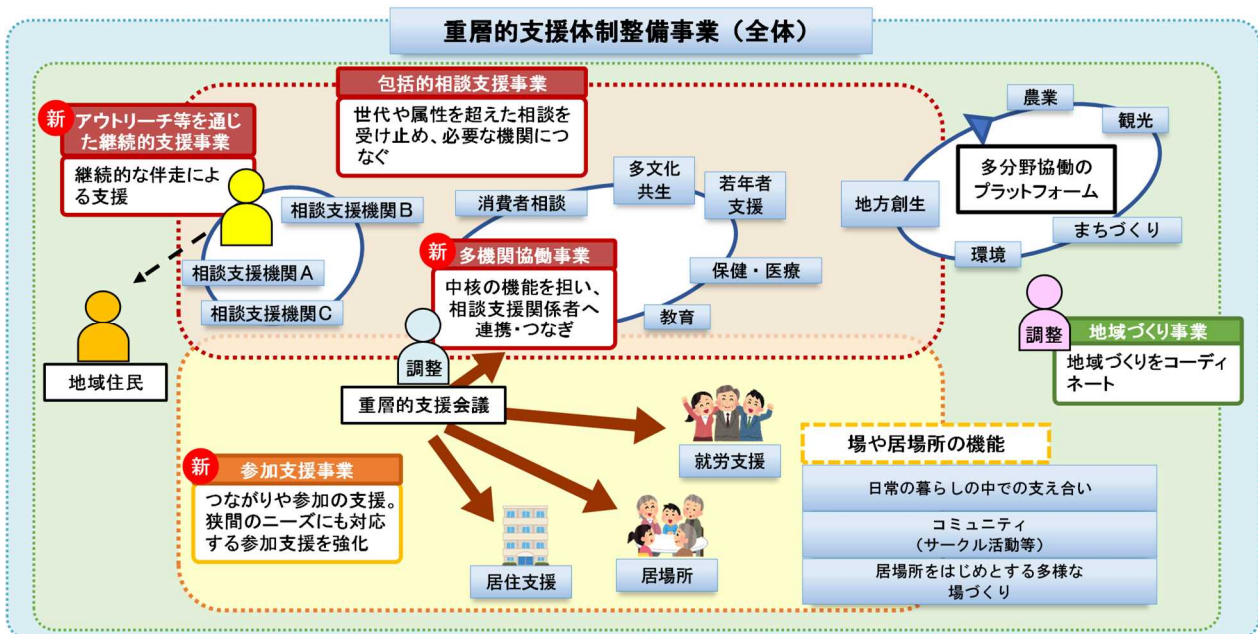 重層的支援体制整備事業（全体）
包括的相談支援事業
世代や属性を超えた相談を
受け止め、必要な機関につ
なぐ
新
アウトリーチ等を通じ
た継続的支援事業
継続的な伴走によ
る支援
相談支援機関B
相談支援機関A
相談支援機関C
地域住民
消費者相談
多文化
共生
若年者
支援
保健・医療
教育
新
多機関協働事業
中核の機能を担い、
相談支援関係者へ
連携・つなぎ
調整
重層的支援会議
農業
観光
多分野協働の
プラットフォーム
地方創生
まちづくり
環境
調整
地域づくり事業
地域づくりをコーディ
ネート
新
参加支援事業
つながりや参加の支援。
狭間のニーズにも対応
する参加支援を強化
就労支援
居住支援
居場所
場や居場所の機能
日常の暮らしの中での支え合い
コミュニティ
（サークル活動等）
居場所をはじめとする多様な
場づくり